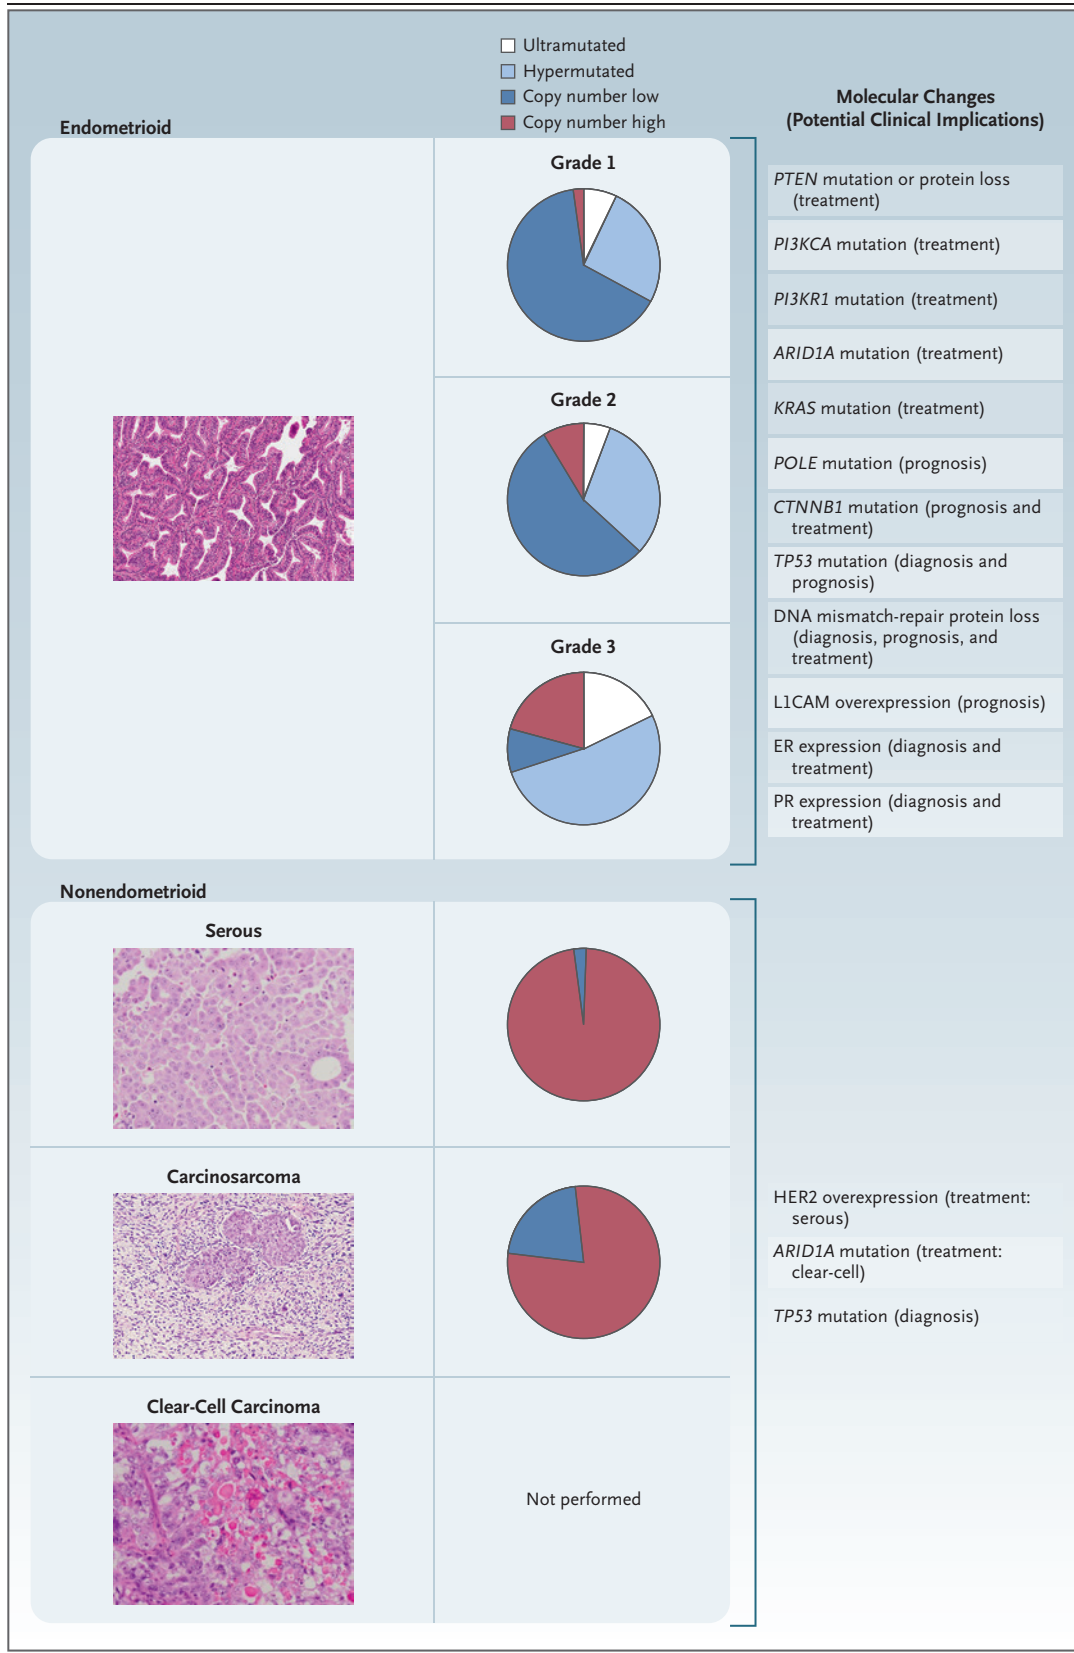 Ultramutated
Hypermutated
Copy number low
Copy number high
Molecular Changes
(Potential Clinical Implications)
Endometrioid
Grade 1
Grade 2
Grade 3
PTEN mutation or protein loss
(treatment)
PI3KCA mutation (treatment)
PI3KR1 mutation (treatment)
ARID1A mutation (treatment)
KRAS mutation (treatment)
POLE mutation (prognosis)
CTNNB1 mutation (prognosis and
treatment)
TP53 mutation (diagnosis and
prognosis)
DNA mismatch-repair protein loss
(diagnosis, prognosis, and
treatment)
L1CAM overexpression (prognosis)
ER expression (diagnosis and
treatment)
PR expression (diagnosis and
treatment)
Nonendometrioid
Serous
Carcinosarcoma
Clear-Cell Carcinoma
Not performed
HER2 overexpression (treatment:
serous)
ARID1A mutation (treatment:
clear-cell)
TP53 mutation (diagnosis)